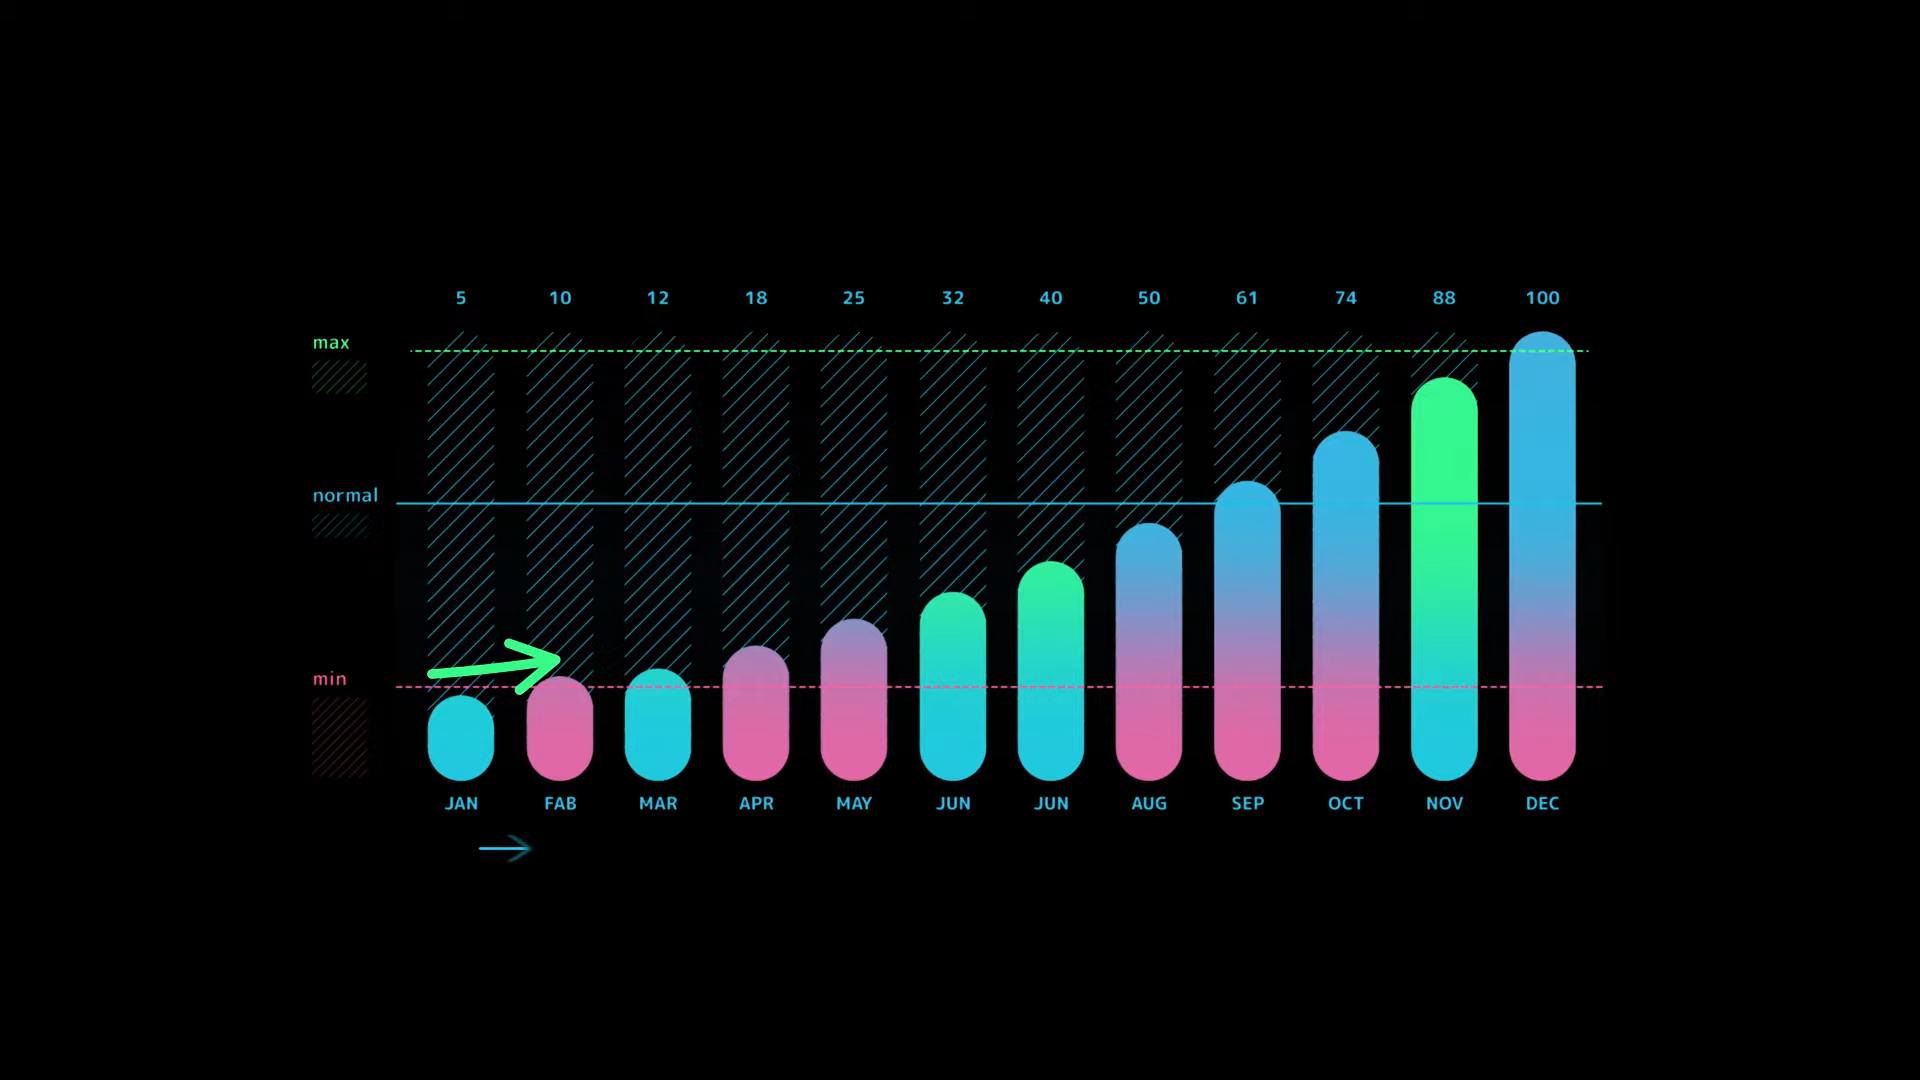 5 10 12 18 25 32 40 50 61 74 88 100
max
normal
min
JAN FAB MAR APR MAY JUN JUN AUG SEP OCT NOV DEC